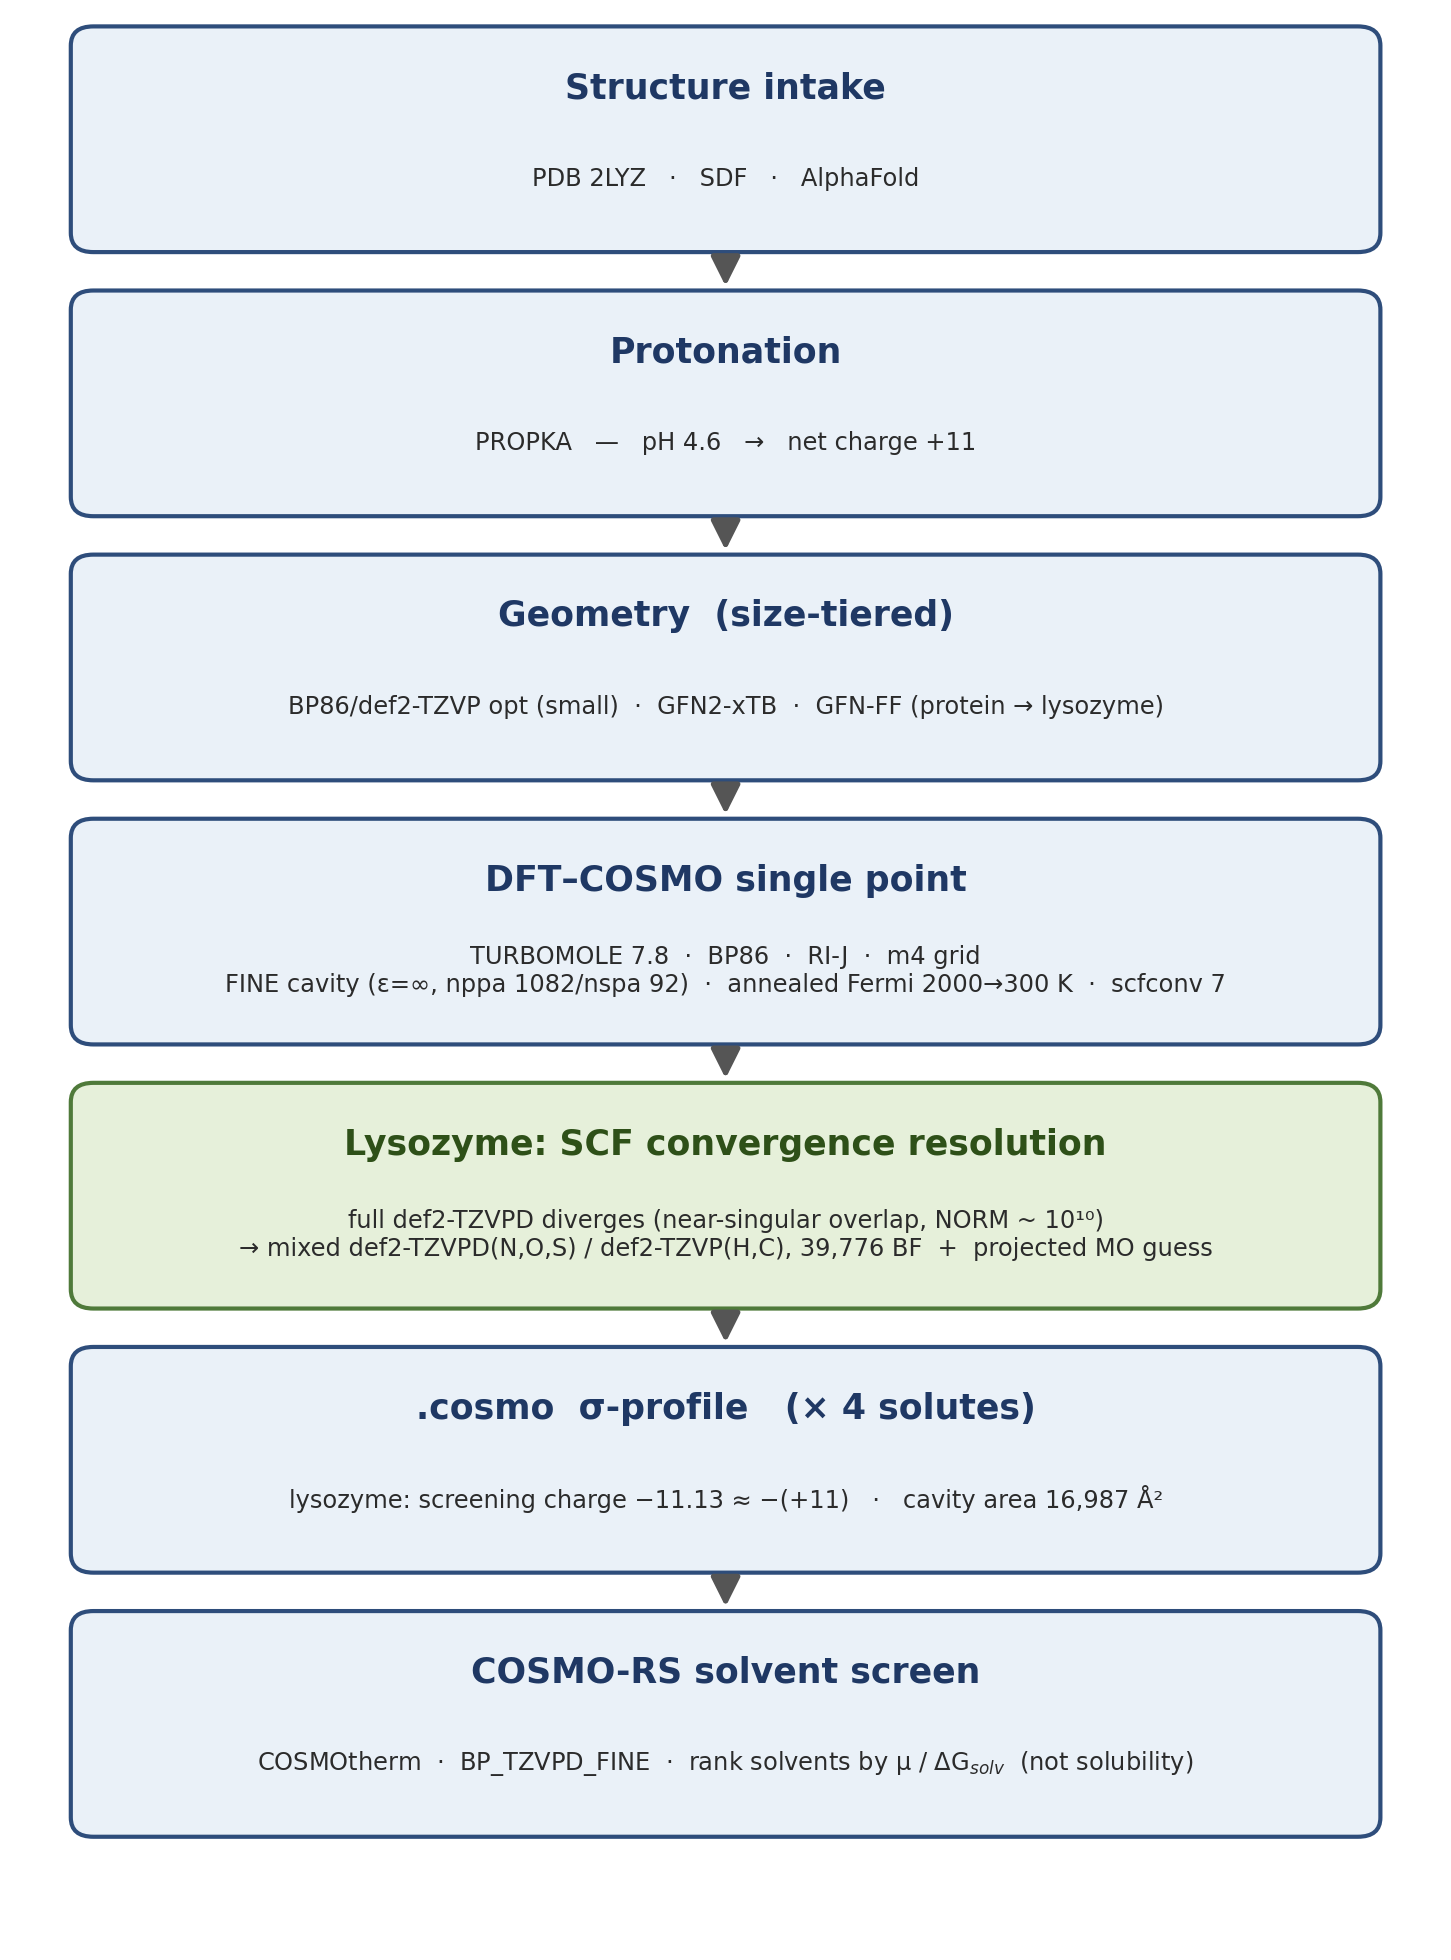 Structure intake
PDB 2LYZ · SDF · AlphaFold
Protonation
PROPKA — pH 4.6 → net charge +11
Geometry (size-tiered)
BP86/def2-TZVP opt (small) · GFN2-xTB · GFN-FF (protein → lysozyme)
DFT–COSMO single point
TURBOMOLE 7.8 · BP86 · RI-J · m4 grid
FINE cavity (ε=∞, nppa 1082/nspa 92) · annealed Fermi 2000→300 K · scfconv 7
Lysozyme: SCF convergence resolution
full def2-TZVPD diverges (near-singular overlap, NORM ~ 10¹⁰)
→ mixed def2-TZVPD(N,O,S) / def2-TZVP(H,C), 39,776 BF + projected MO guess
.cosmo σ-profile (× 4 solutes)
lysozyme: screening charge −11.13 ≈ −(+11) · cavity area 16,987 Å²
COSMO-RS solvent screen
COSMOtherm · BP_TZVPD_FINE · rank solvents by μ / ΔGsolv (not solubility)